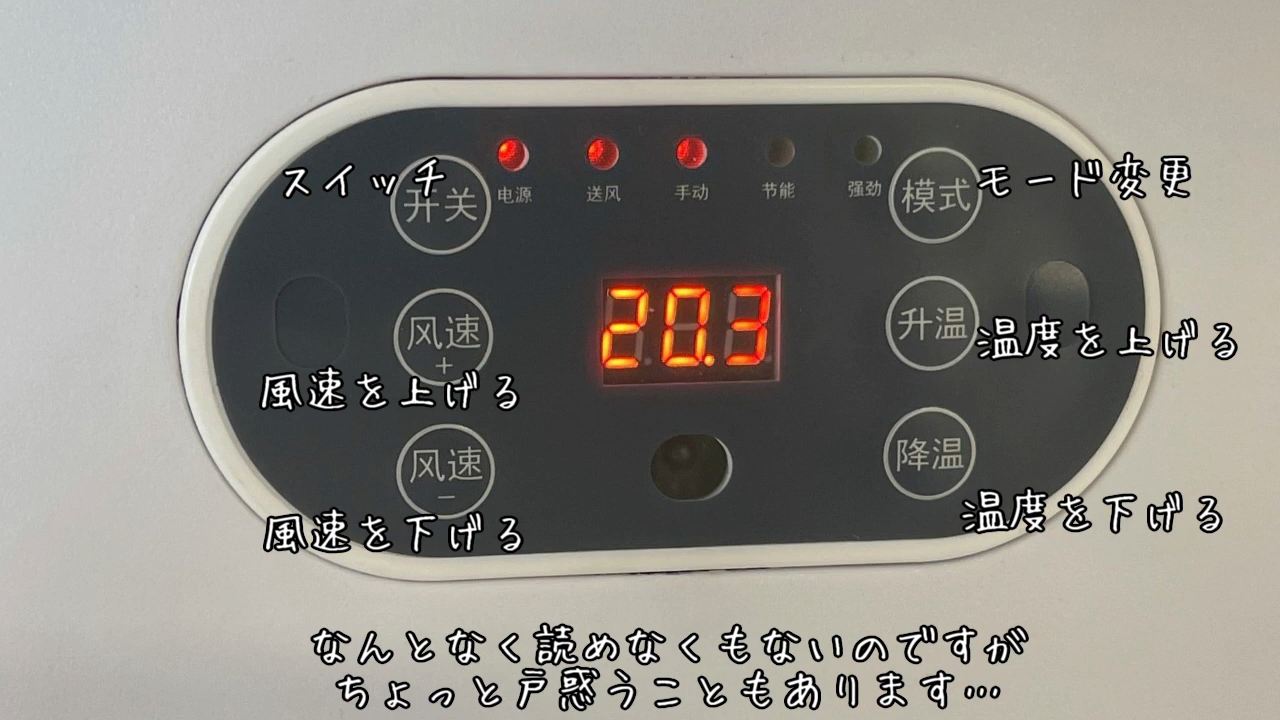 スイッチ
开关
电源
送风
手动
节能
强劲
模式
モード変更
20.3
风速
+
風速を上げる
升温
温度を上げる
风速
-
風速を下げる
降温
温度を下げる
なんとなく読めなくもないのですが
ちょっと戸惑うこともあります…